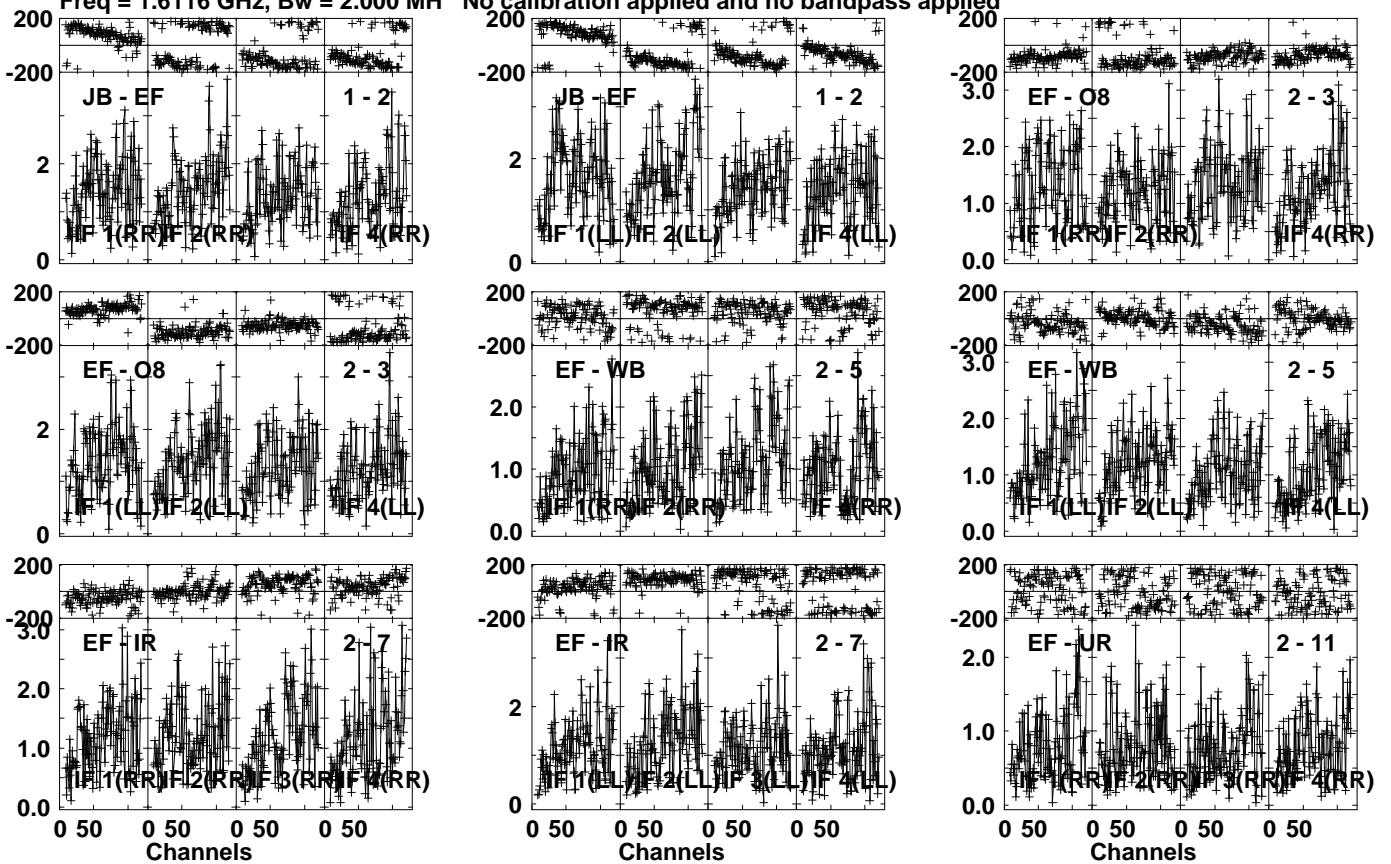 Freq = 1.6116 GHz, Bw = 2.000 MH No calibration applied and no bandpass applied
200
-200
JB - EF 1 - 2
2
0
IF 1(RR) IF 2(RR) IF 4(RR)
200
-200
JB - EF 1 - 2
2
0
IF 1(LL) IF 2(LL) IF 4(LL)
200
-200
3.0
EF - O8 2 - 3
2.0
1.0
0.0
IF 1(RR) IF 2(RR) IF 4(RR)
200
-200
EF - O8 2 - 3
2
0
IF 1(LL) IF 2(LL) IF 4(LL)
200
-200
EF - WB 2 - 5
2.0
1.0
0.0
IF 1(RR) IF 2(RR) IF 4(RR)
200
-200
3.0
EF - WB 2 - 5
2.0
1.0
0.0
IF 1(LL) IF 2(LL) IF 4(LL)
200
-200
3.0
EF - IR 2 - 7
2.0
1.0
0.0
IF 1(RR) IF 2(RR) IF 3(RR) IF 4(RR)
0 50 0 50 0 50 0 50
Channels
200
-200
EF - IR 2 - 7
2
0
IF 1(LL) IF 2(LL) IF 3(LL) IF 4(LL)
0 50 0 50 0 50 0 50
Channels
200
-200
EF - UR 2 - 11
2.0
1.0
0.0
IF 1(RR) IF 2(RR) IF 3(RR) IF 4(RR)
0 50 0 50 0 50 0 50
Channels